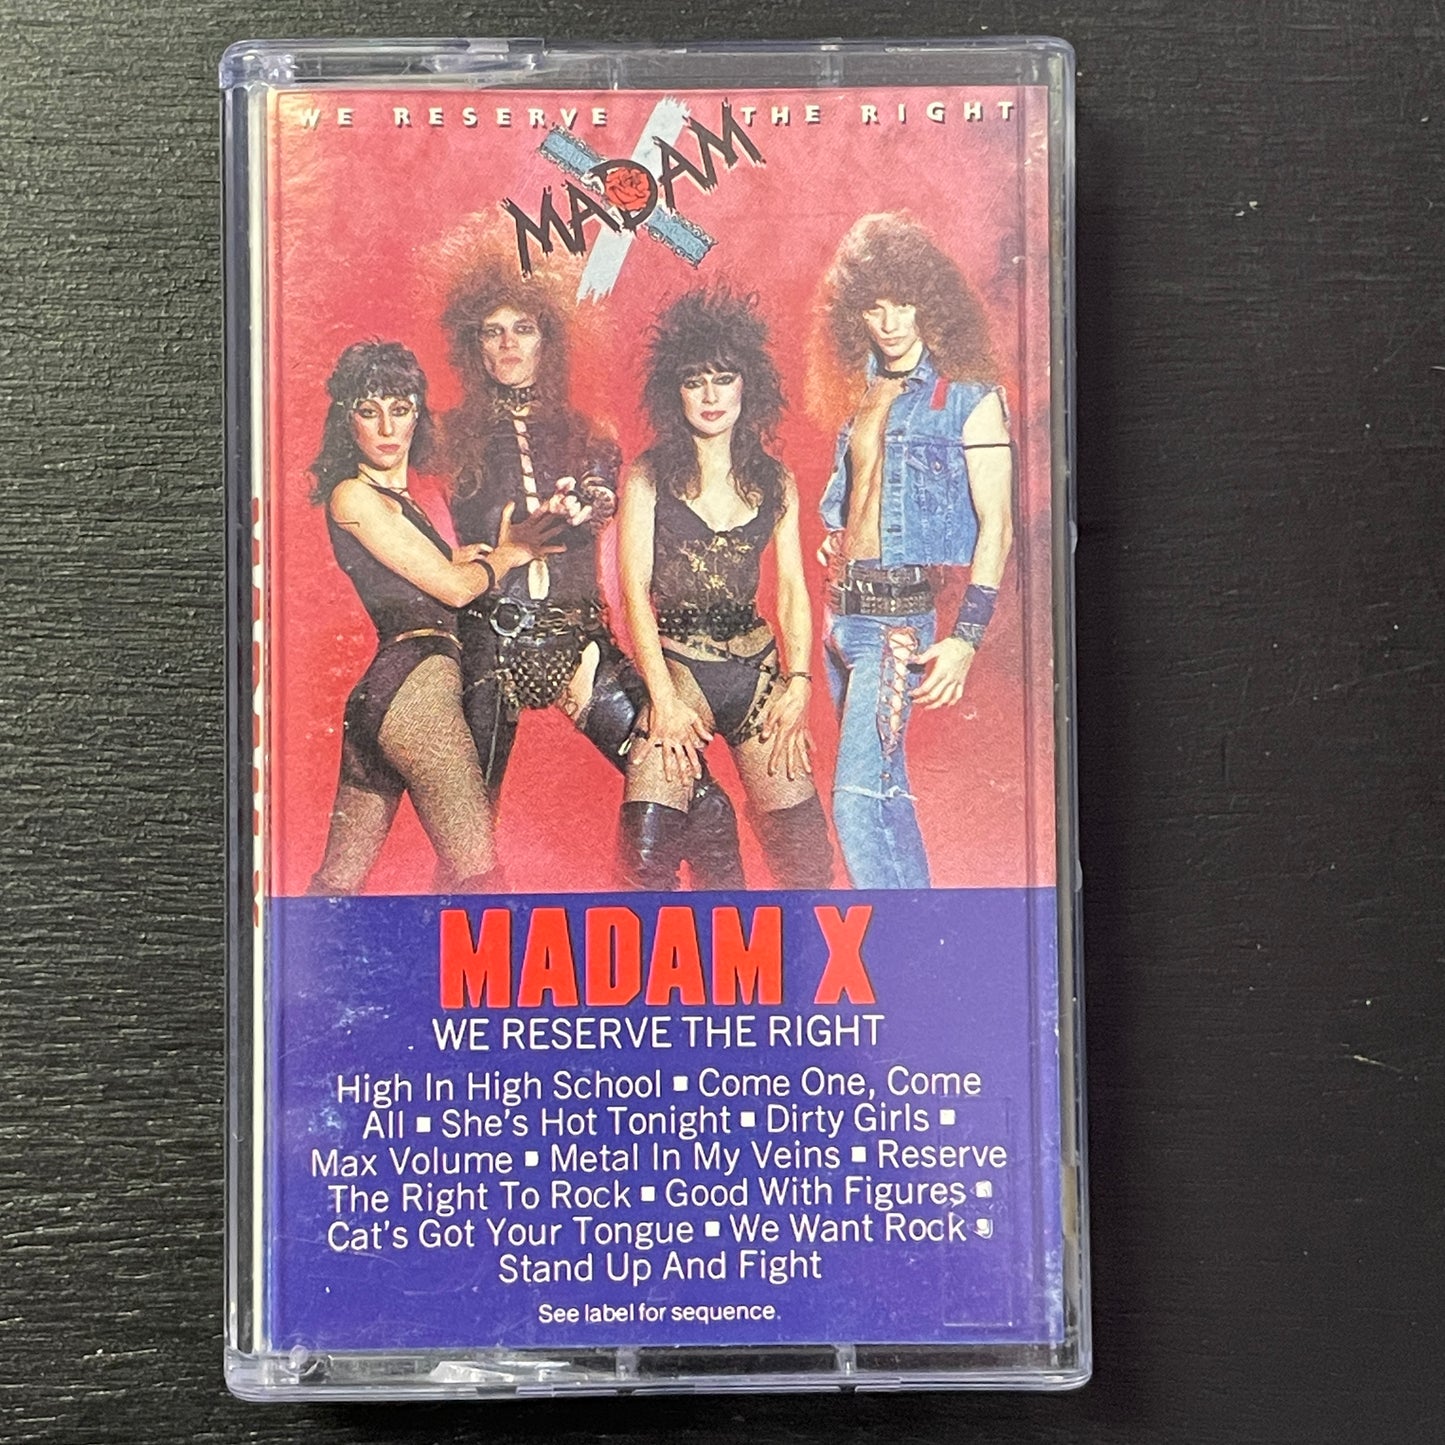 WE RESERVE THE RIGHT
MADAM X
MADAM X
WE RESERVE THE RIGHT
High In High School ▪ Come One, Come
All ▪ She's Hot Tonight ▪ Dirty Girls ▪
Max Volume ▪ Metal In My Veins ▪ Reserve
The Right To Rock ▪ Good With Figures ▪
Cat's Got Your Tongue ▪ We Want Rock ▪
Stand Up And Fight
See label for sequence.